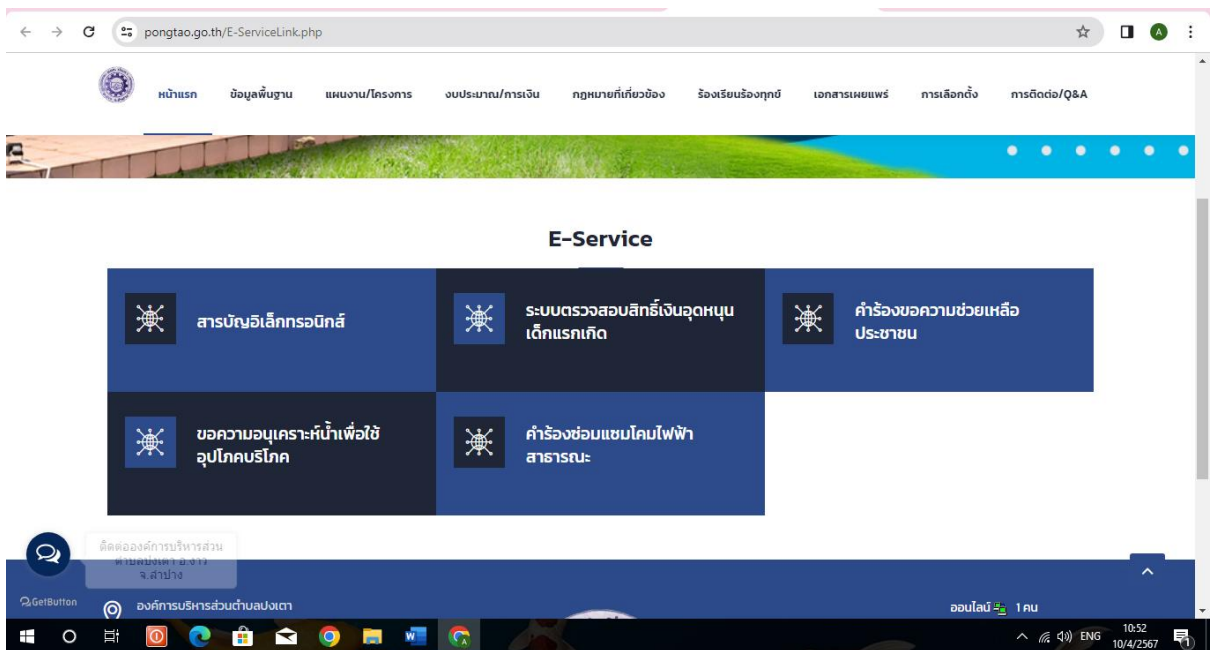 pongtao.go.th/E-ServiceLink.php
A
หน้าแรก ข้อมูลพื้นฐาน แผนงาน/โครงการ งบประมาณ/การเงิน กฎหมายที่เกี่ยวข้อง ร้องเรียนร้องทุกข์ เอกสารเผยแพร่ การเลือกตั้ง การติดต่อ/Q&A
E-Service
สารบัญอิเล็กทรอนิกส์
ระบบตรวจสอบสิทธิ์เงินอุดหนุน
เด็กแรกเกิด
คำร้องขอความช่วยเหลือ
ประชาชน
ขอความอนุเคราะห์น้ำเพื่อใช้
อุปโภคบริโภค
คำร้องซ่อมแซมโคมไฟฟ้า
สาธารณะ
ติดต่อองค์การบริหารส่วน
ตำบลปงเตา อ.งาว
จ.ลำปาง
GetButton
องค์การบริหารส่วนตำบลปงเตา
ออนไลน์ 1 คน
ENG
10:52
10/4/2567